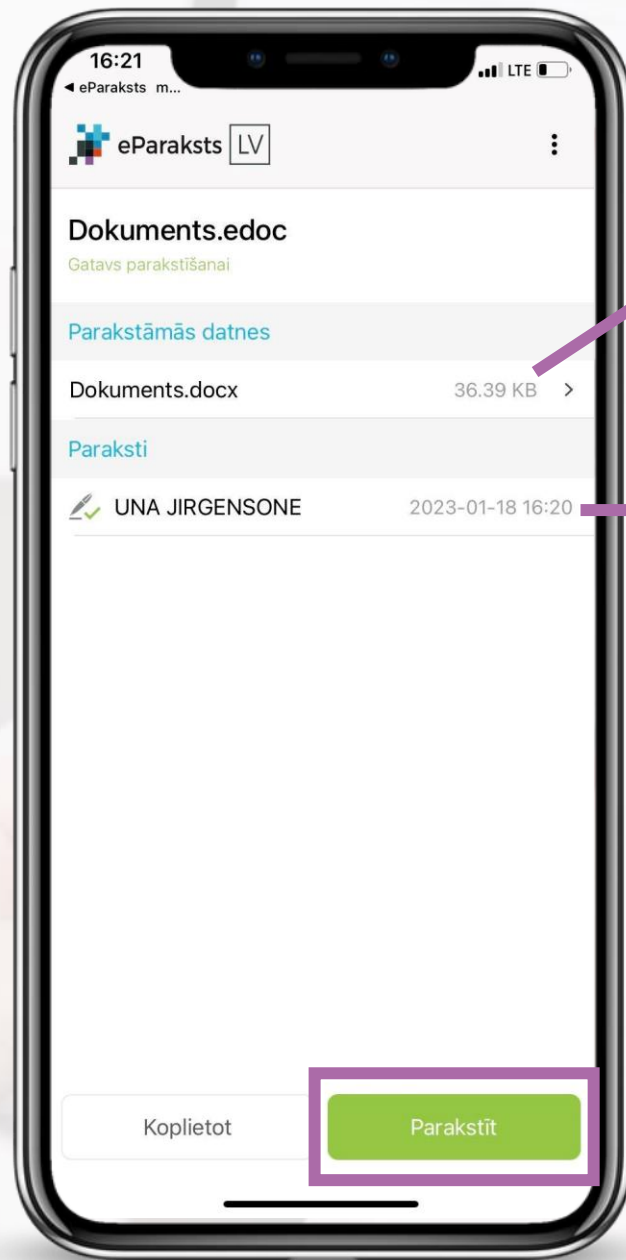 16:21
LTE
◀ eParaksts m...
eParaksts LV
Dokuments.edoc
Gatavs parakstīšanai
Parakstāmās datnes
Dokuments.docx 36.39 KB >
Paraksti
UNA JIRGENSONE 2023-01-18 16:20
Koplietot Parakstīt